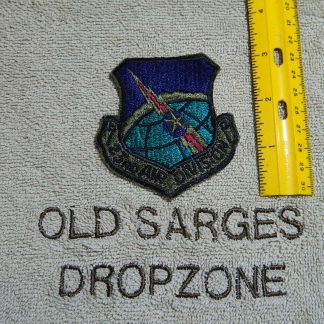 AIR DIVISION
OLD SARGES
DROPZONE